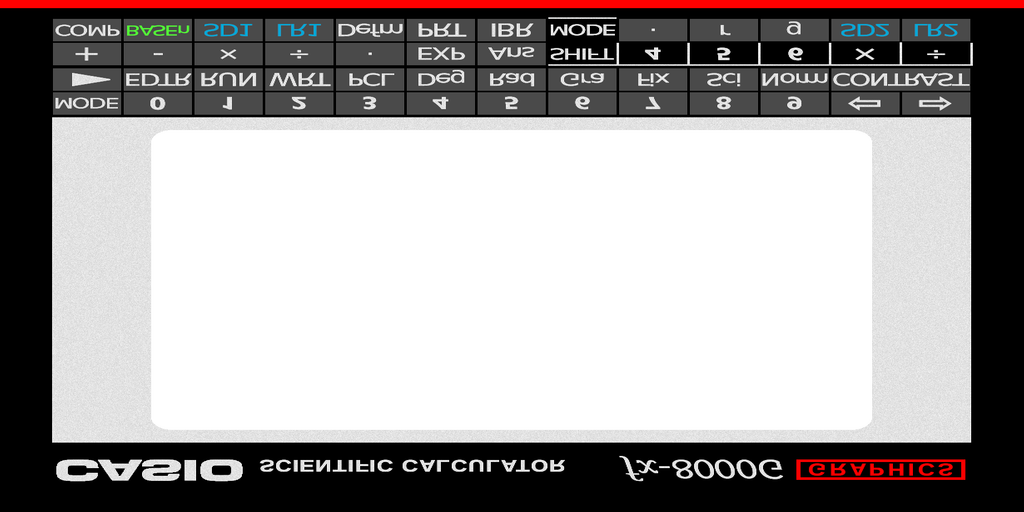 CASIO SCIENTIFIC CALCULATOR fx-8000G GRAPHICS
MODE 0 1 2 3 4 5 6 7 8 9 ⇦ ⇨
▶ EDTR RUN WRT PCL Deg Rad Gra Fix Sci Norm CONTRAST
+ - × ÷ · EXP Ans SHIFT 4 5 6 × ÷
COMP BASEn SD1 LR1 Defm PRT IBR MODE · r g SD2 LR2